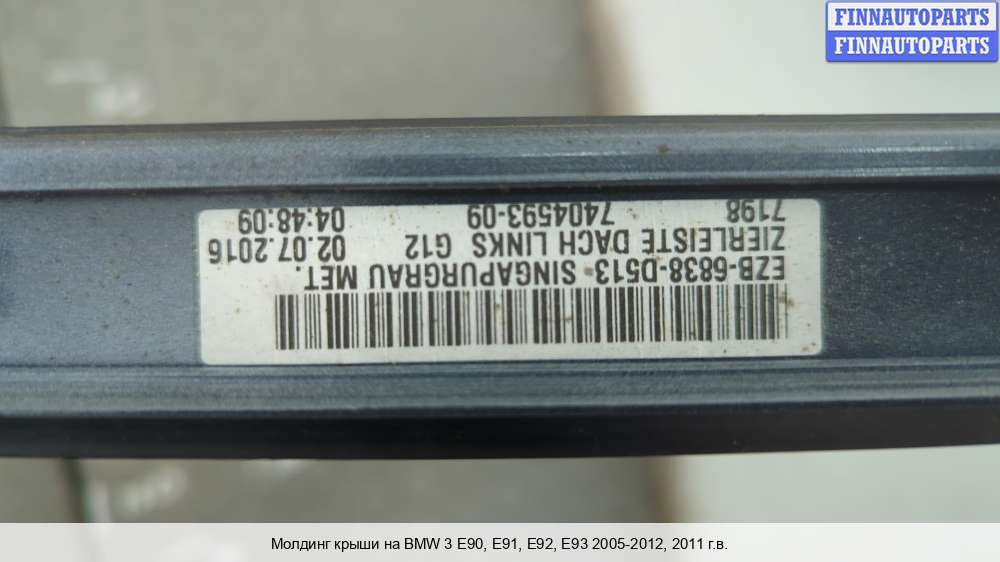 FINNAUTOPARTS
FINNAUTOPARTS
EZB-6838-D513 SINGAPURGRAU MET.
ZIERLEISTE DACH LINKS G12 02.07.2016
7198 7404593-09 04:48:09
Молдинг крыши на BMW 3 E90, E91, E92, E93 2005-2012, 2011 г.в.